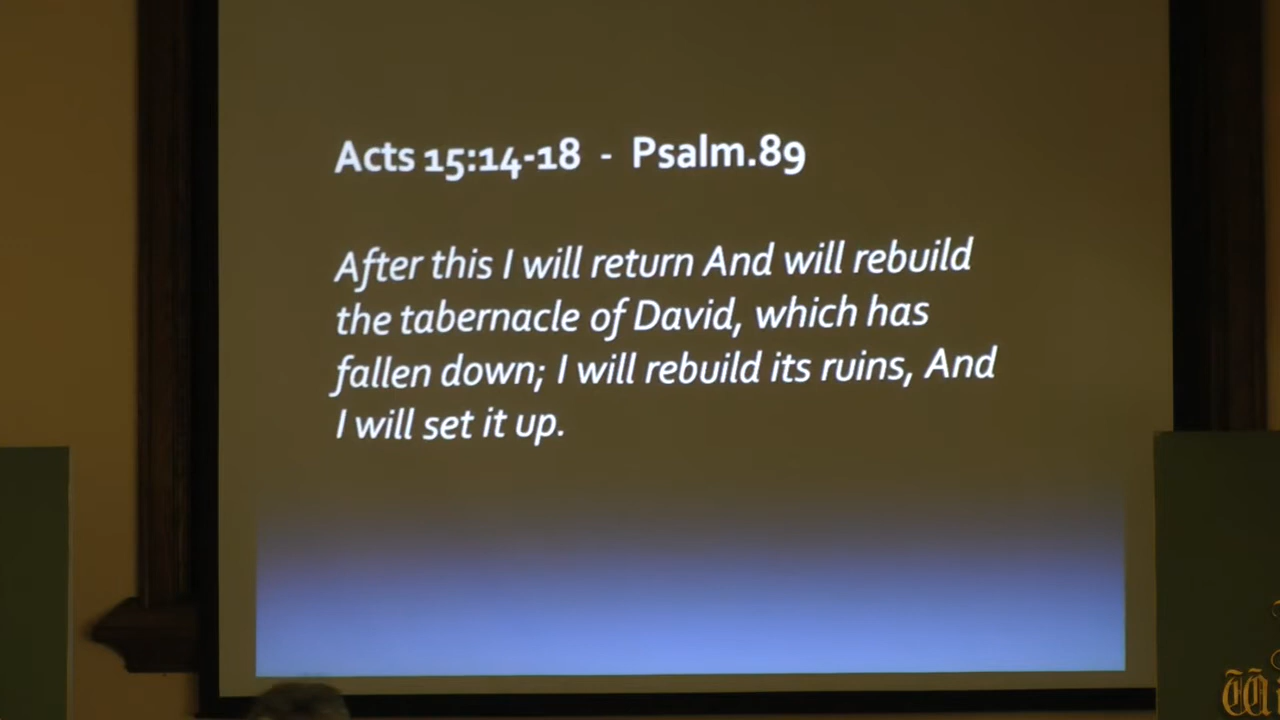 Acts 15:14-18 - Psalm.89
After this I will return And will rebuild
the tabernacle of David, which has
fallen down; I will rebuild its ruins, And
I will set it up.